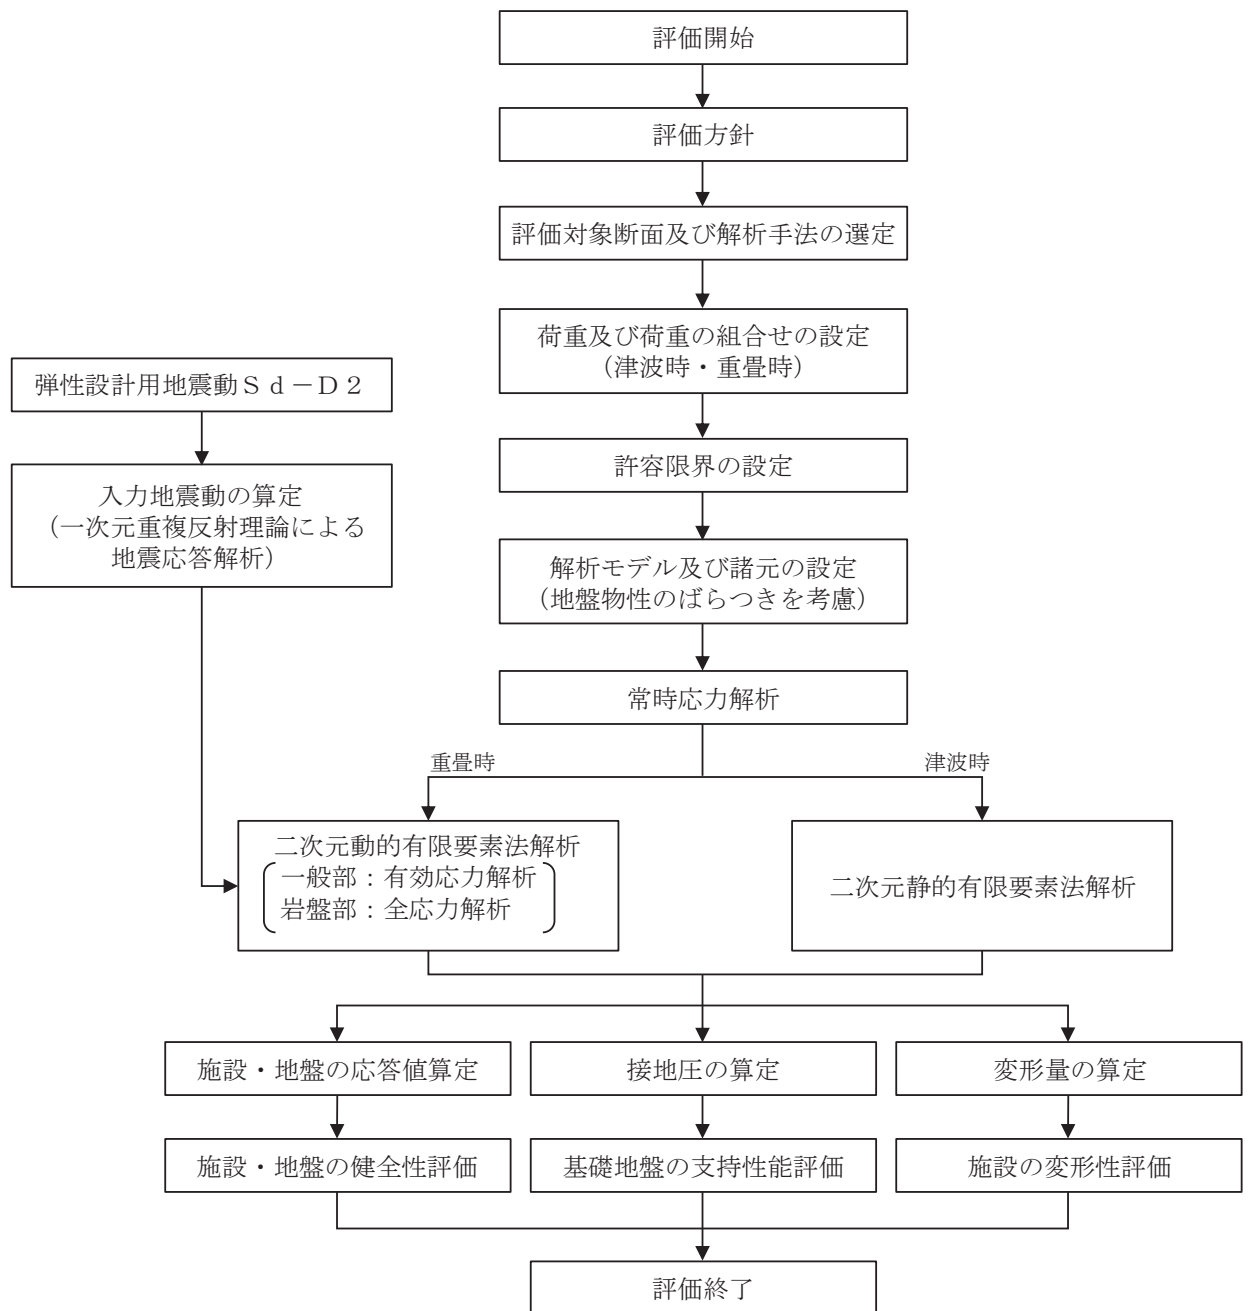 評価開始
評価方針
評価対象断面及び解析手法の選定
荷重及び荷重の組合せの設定
（津波時・重畳時）
弾性設計用地震動Ｓｄ－Ｄ２
許容限界の設定
入力地震動の算定
（一次元重複反射理論による
地震応答解析）
解析モデル及び諸元の設定
（地盤物性のばらつきを考慮）
常時応力解析
重畳時
津波時
二次元動的有限要素法解析
一般部：有効応力解析
岩盤部：全応力解析
二次元静的有限要素法解析
施設・地盤の応答値算定
接地圧の算定
変形量の算定
施設・地盤の健全性評価
基礎地盤の支持性能評価
施設の変形性評価
評価終了